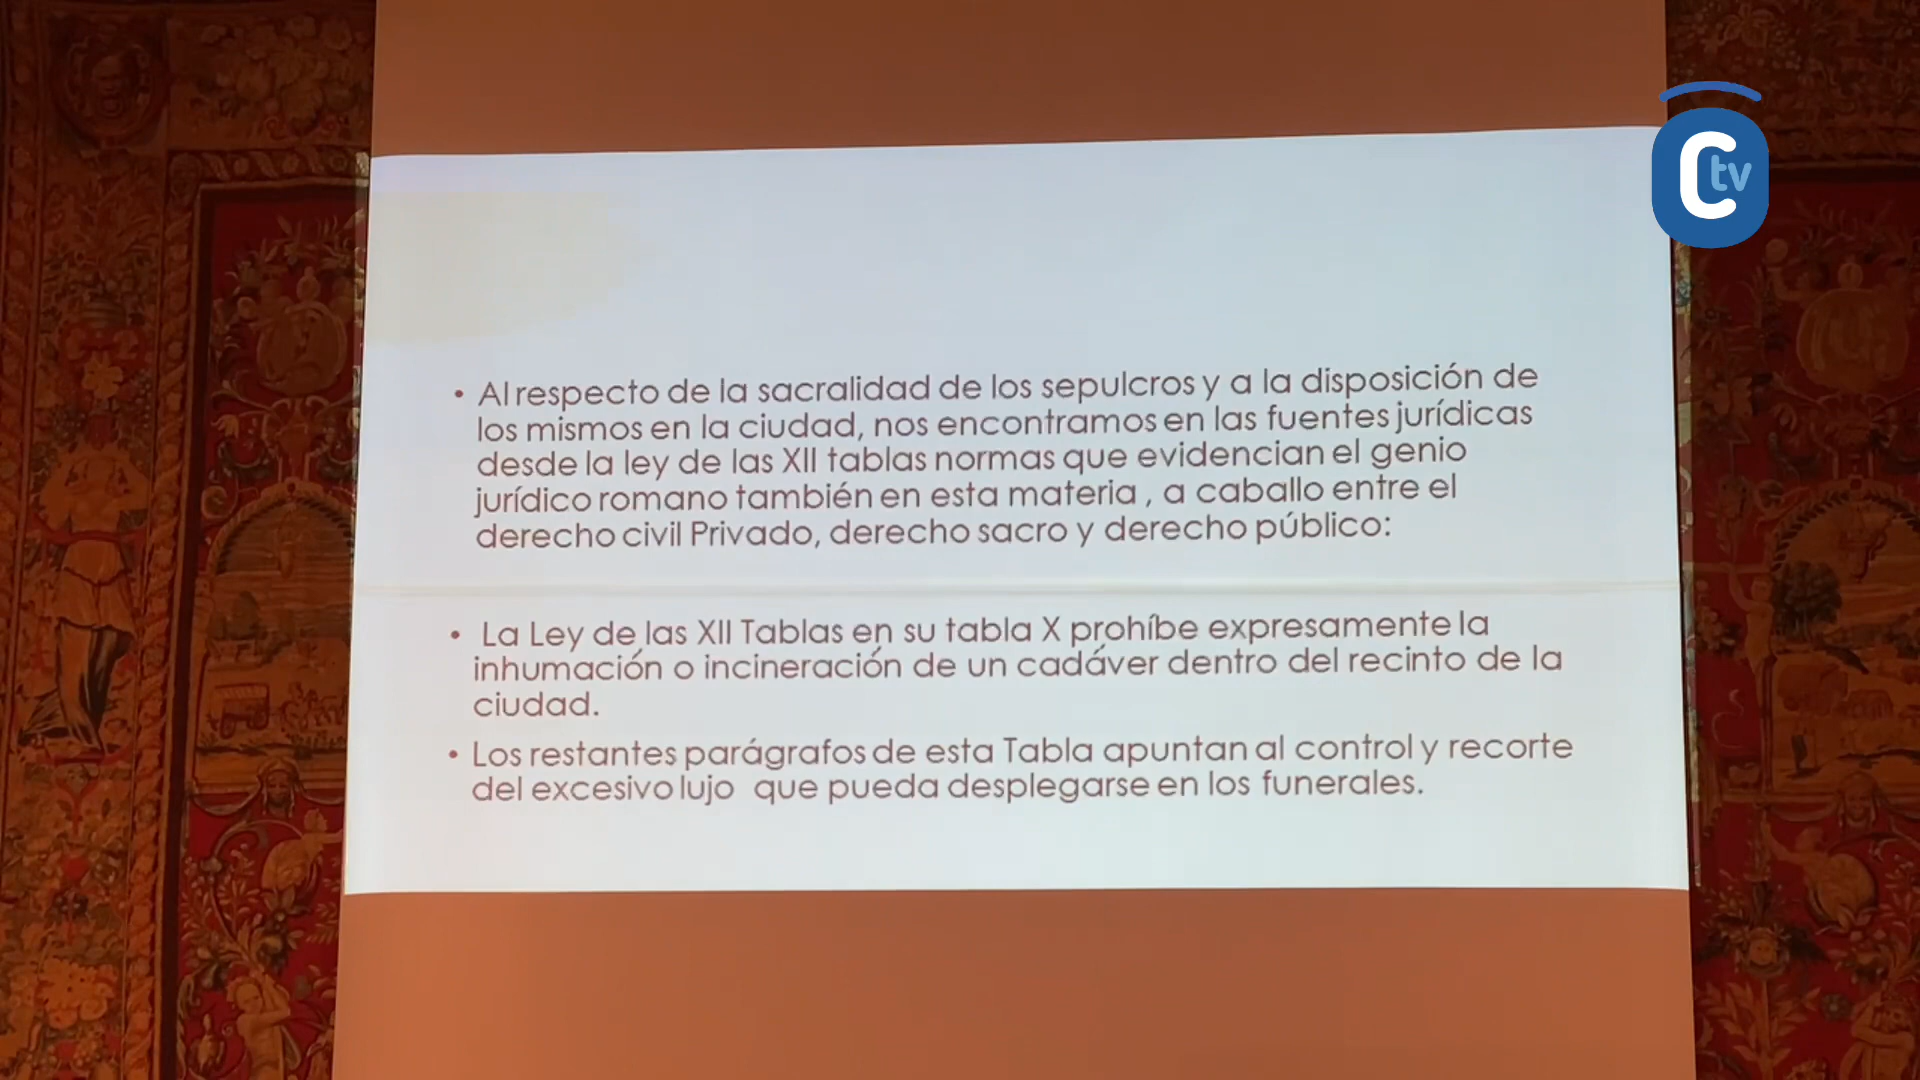 Ctv
• Al respecto de la sacralidad de los sepulcros y a la disposición de
los mismos en la ciudad, nos encontramos en las fuentes jurídicas
desde la ley de las XII tablas normas que evidencian el genio
jurídico romano también en esta materia , a caballo entre el
derecho civil Privado, derecho sacro y derecho público:
• La Ley de las XII Tablas en su tabla X prohíbe expresamente la
inhumación o incineración de un cadáver dentro del recinto de la
ciudad.
• Los restantes parágrafos de esta Tabla apuntan al control y recorte
del excesivo lujo que pueda desplegarse en los funerales.